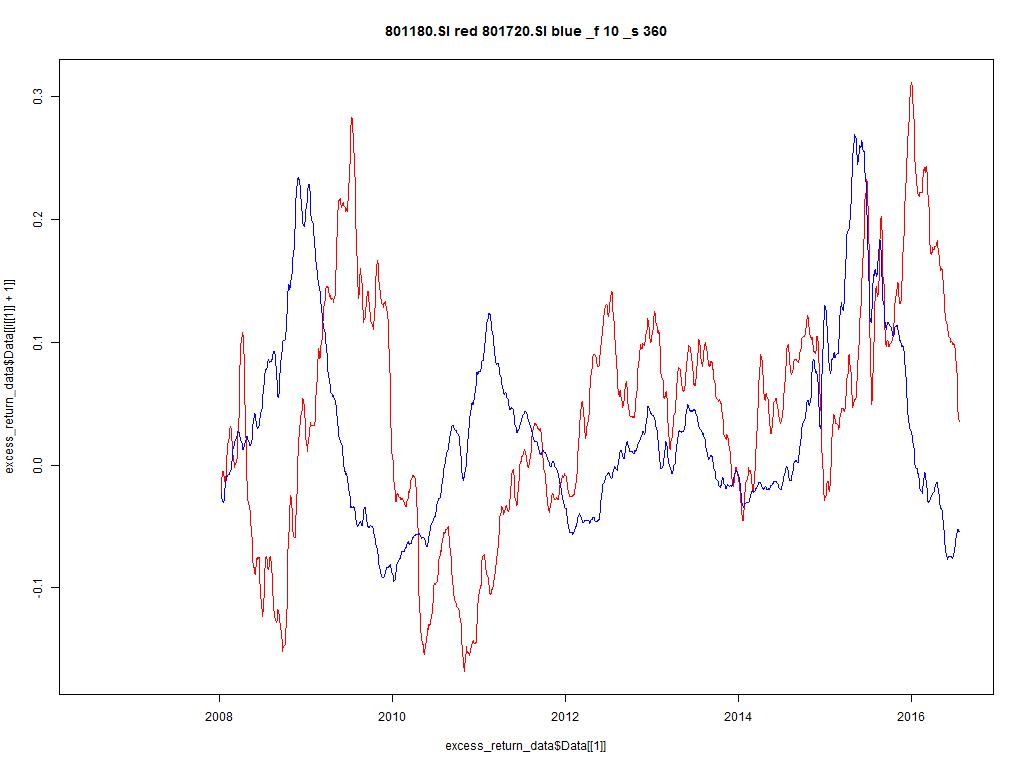 801180.SI red 801720.SI blue _f 10 _s 360
excess_return_data$Data[[i[[1]] + 1]]
0.3
0.2
0.1
0.0
-0.1
2008 2010 2012 2014 2016
excess_return_data$Data[[1]]